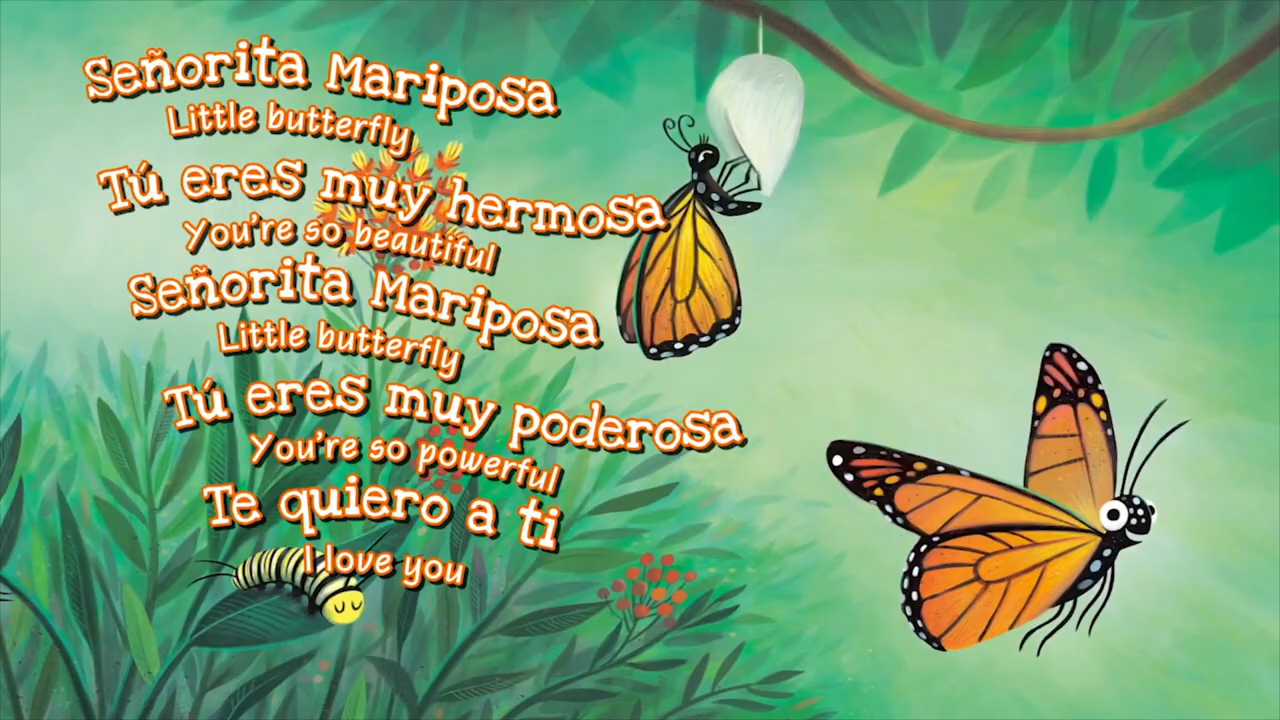 Señorita Mariposa
Little butterfly
Tú eres muy hermosa
You're so beautiful
Señorita Mariposa
Little butterfly
Tú eres muy poderosa
You're so powerful
Te quiero a ti
I love you